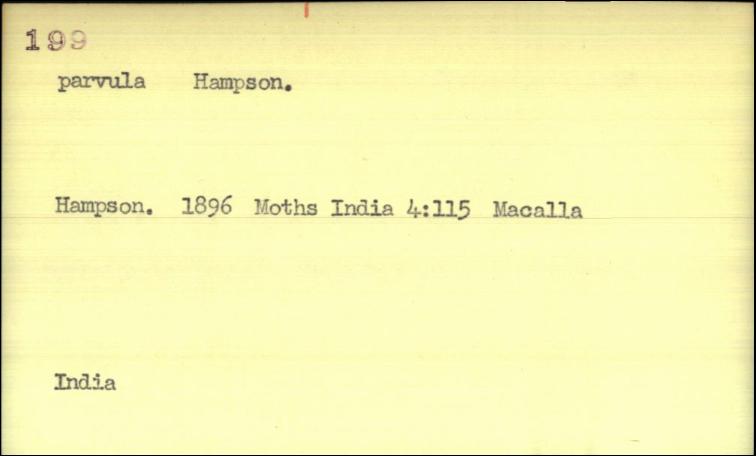 199
parvula Hampson.
Hampson. 1896 Moths India 4:115 Macalla
India